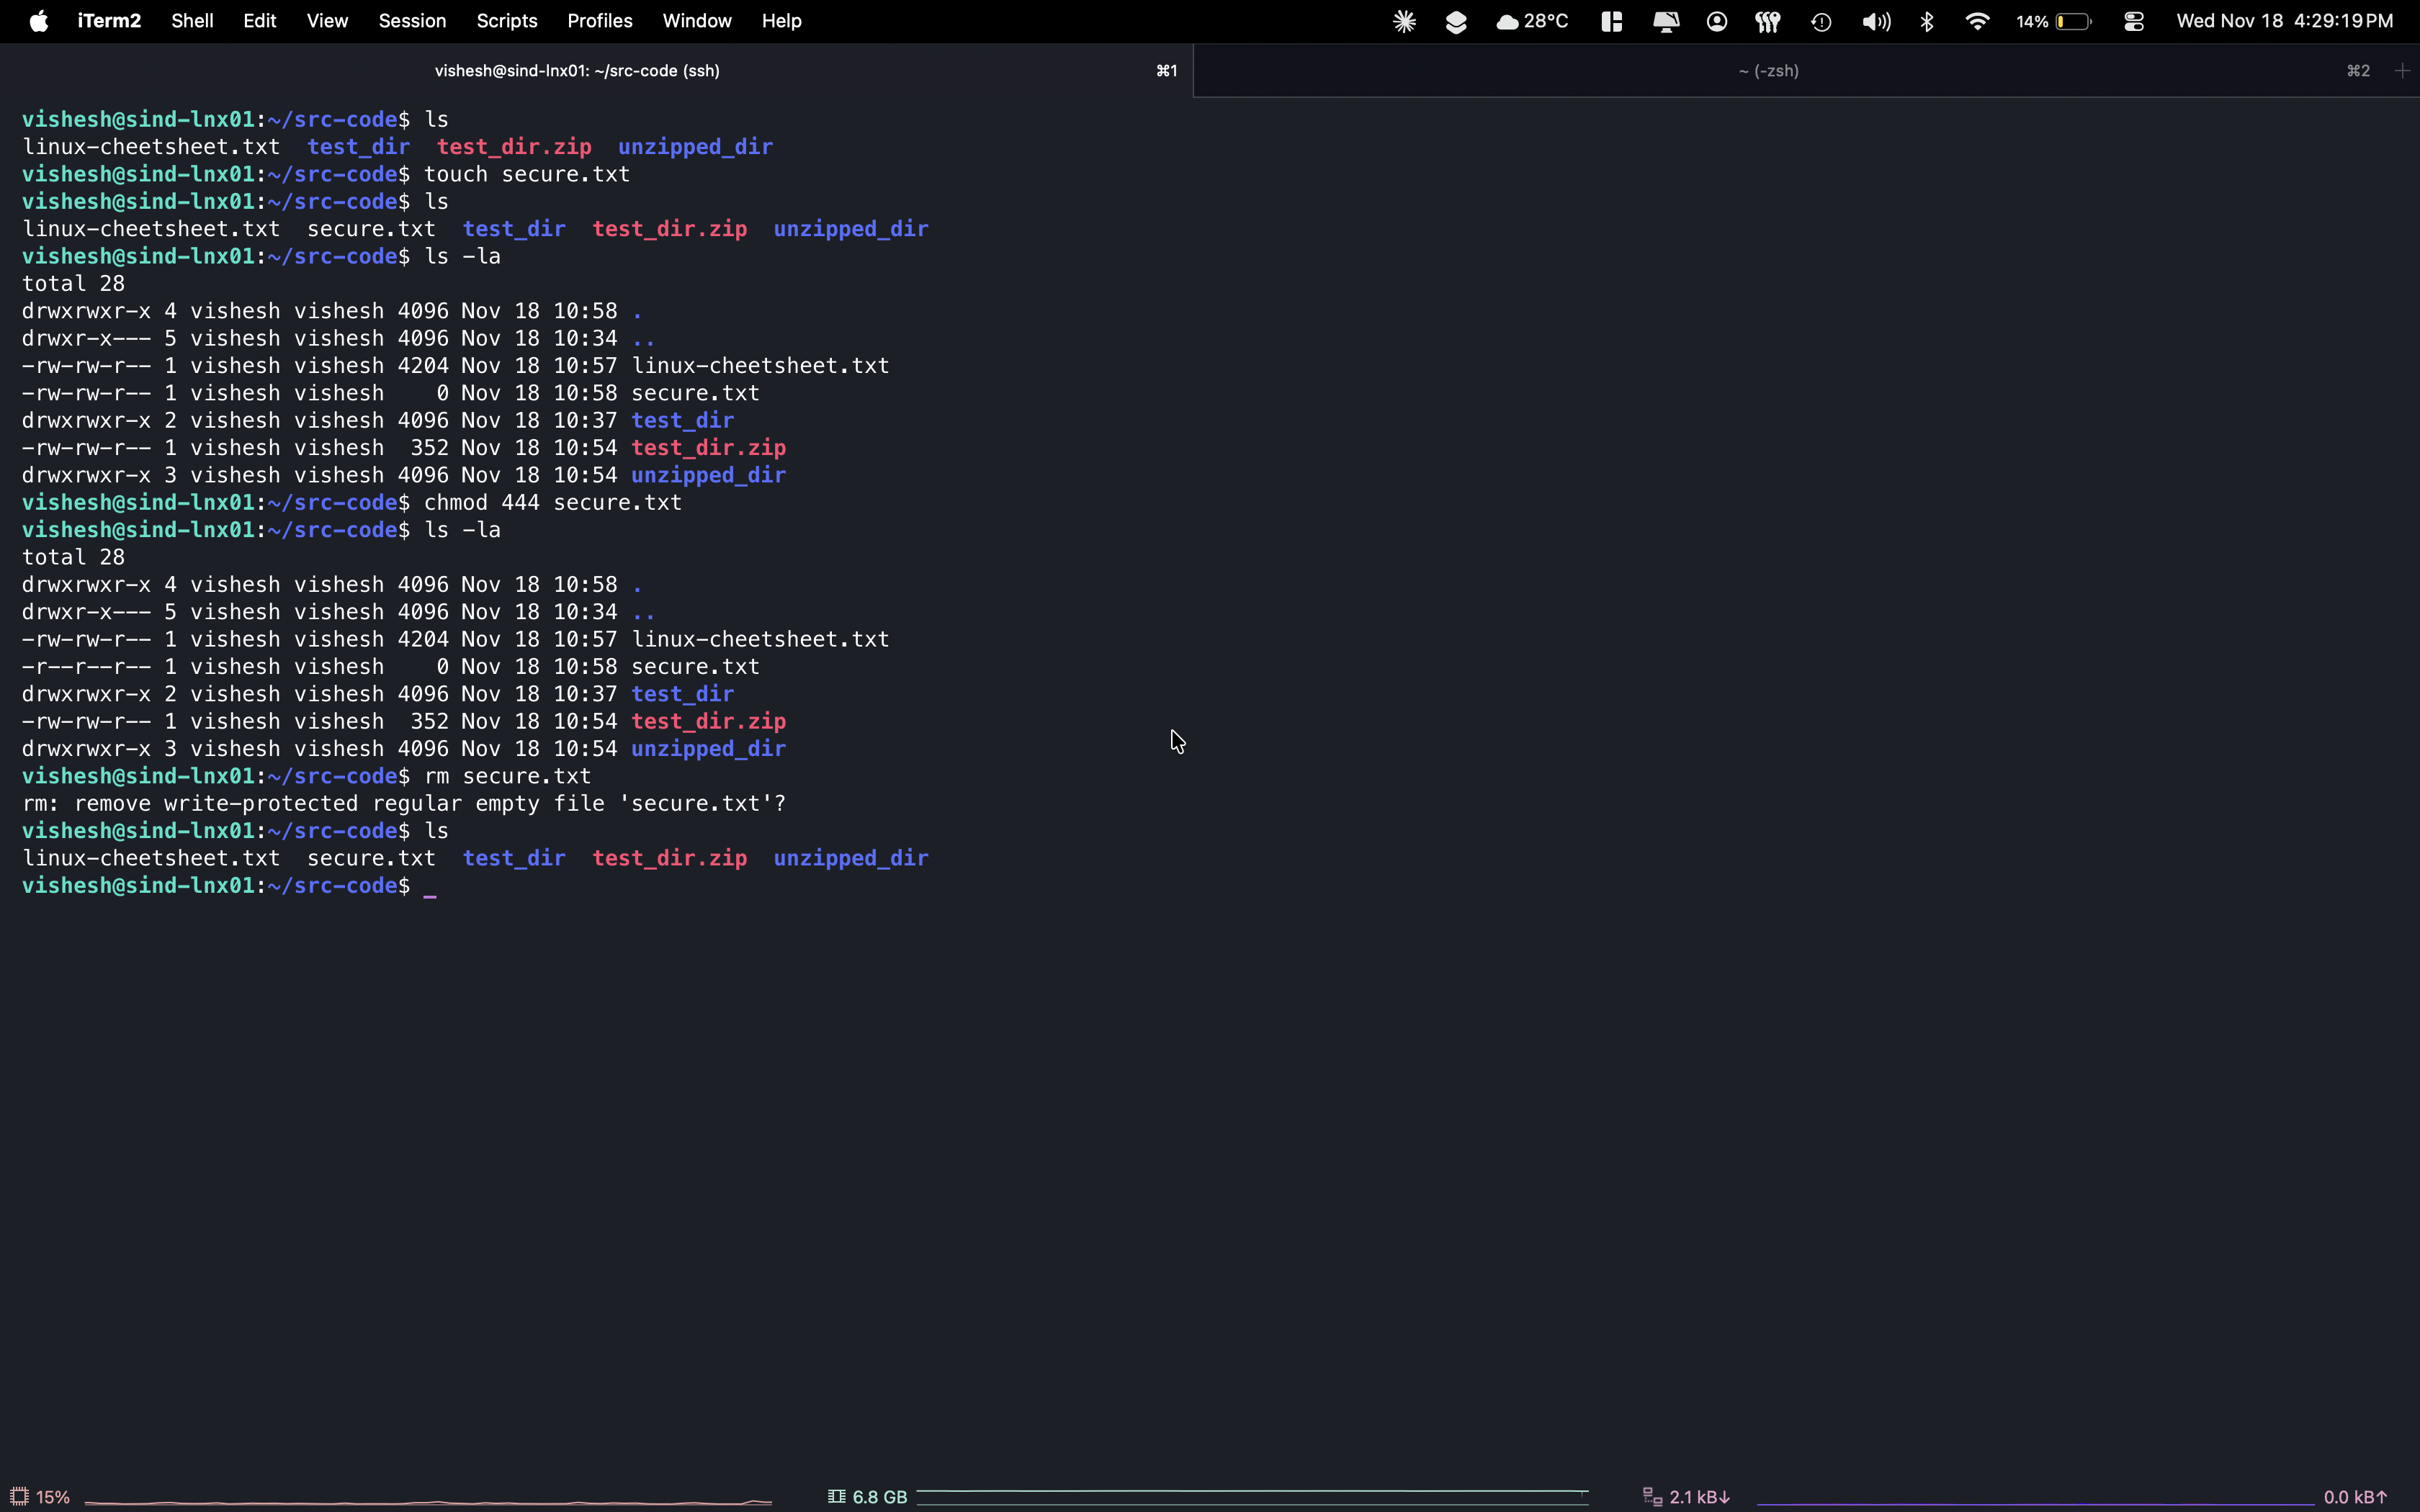 iTerm2 Shell Edit View Session Scripts Profiles Window Help 28°C 14% Wed Nov 18 4:29:19 PM
vishesh@sind-lnx01: ~/src-code (ssh) ⌘1 ~ (-zsh) ⌘2 +
vishesh@sind-lnx01:~/src-code$ ls
linux-cheetsheet.txt  test_dir  test_dir.zip  unzipped_dir
vishesh@sind-lnx01:~/src-code$ touch secure.txt
vishesh@sind-lnx01:~/src-code$ ls
linux-cheetsheet.txt  secure.txt  test_dir  test_dir.zip  unzipped_dir
vishesh@sind-lnx01:~/src-code$ ls -la
total 28
drwxrwxr-x 4 vishesh vishesh 4096 Nov 18 10:58 .
drwxr-x--- 5 vishesh vishesh 4096 Nov 18 10:34 ..
-rw-rw-r-- 1 vishesh vishesh 4204 Nov 18 10:57 linux-cheetsheet.txt
-rw-rw-r-- 1 vishesh vishesh    0 Nov 18 10:58 secure.txt
drwxrwxr-x 2 vishesh vishesh 4096 Nov 18 10:37 test_dir
-rw-rw-r-- 1 vishesh vishesh  352 Nov 18 10:54 test_dir.zip
drwxrwxr-x 3 vishesh vishesh 4096 Nov 18 10:54 unzipped_dir
vishesh@sind-lnx01:~/src-code$ chmod 444 secure.txt
vishesh@sind-lnx01:~/src-code$ ls -la
total 28
drwxrwxr-x 4 vishesh vishesh 4096 Nov 18 10:58 .
drwxr-x--- 5 vishesh vishesh 4096 Nov 18 10:34 ..
-rw-rw-r-- 1 vishesh vishesh 4204 Nov 18 10:57 linux-cheetsheet.txt
-r--r--r-- 1 vishesh vishesh    0 Nov 18 10:58 secure.txt
drwxrwxr-x 2 vishesh vishesh 4096 Nov 18 10:37 test_dir
-rw-rw-r-- 1 vishesh vishesh  352 Nov 18 10:54 test_dir.zip
drwxrwxr-x 3 vishesh vishesh 4096 Nov 18 10:54 unzipped_dir
vishesh@sind-lnx01:~/src-code$ rm secure.txt
rm: remove write-protected regular empty file 'secure.txt'?
vishesh@sind-lnx01:~/src-code$ ls
linux-cheetsheet.txt  secure.txt  test_dir  test_dir.zip  unzipped_dir
vishesh@sind-lnx01:~/src-code$ _
15% 6.8 GB 2.1 kB↓ 0.0 kB↑